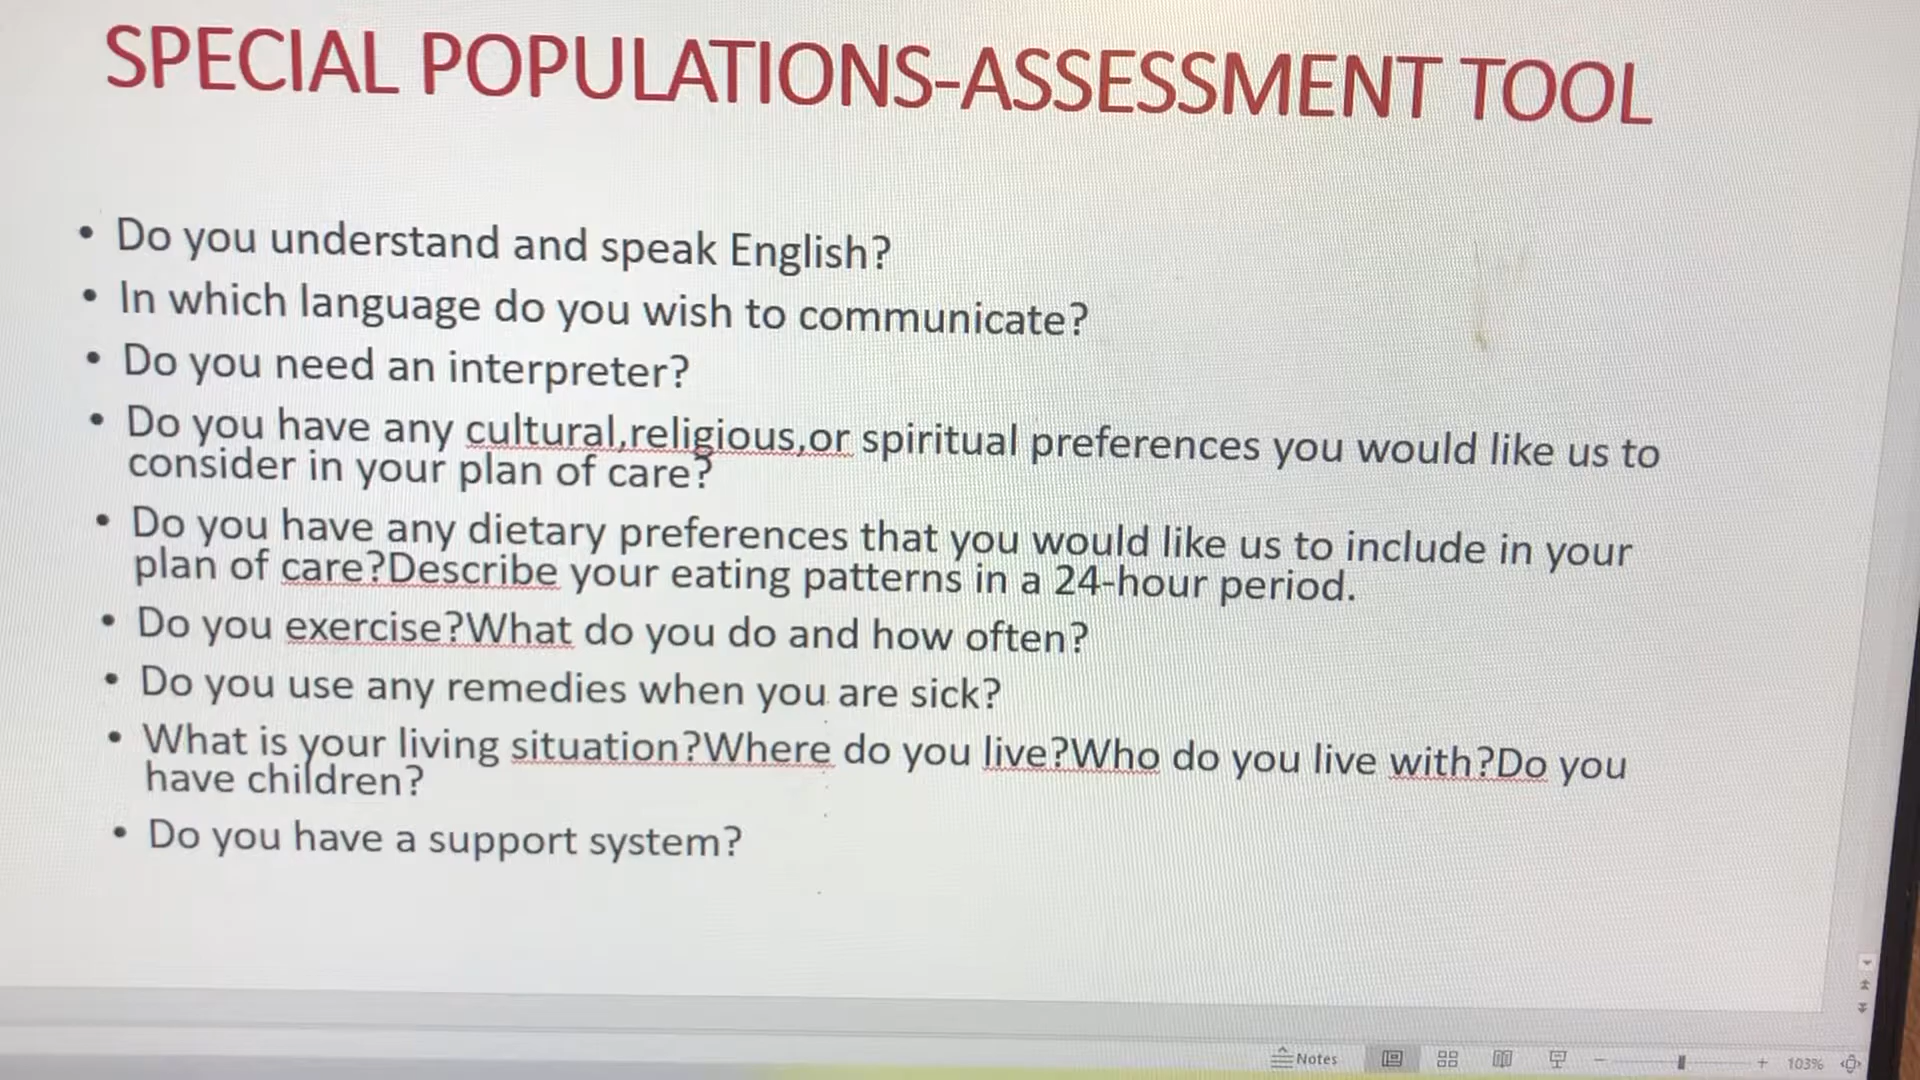 SPECIAL POPULATIONS-ASSESSMENT TOOL
• Do you understand and speak English?
• In which language do you wish to communicate?
• Do you need an interpreter?
• Do you have any cultural,religious,or spiritual preferences you would like us to
consider in your plan of care?
• Do you have any dietary preferences that you would like us to include in your
plan of care?Describe your eating patterns in a 24-hour period.
• Do you exercise?What do you do and how often?
• Do you use any remedies when you are sick?
• What is your living situation?Where do you live?Who do you live with?Do you
have children?
• Do you have a support system?
Notes
103%